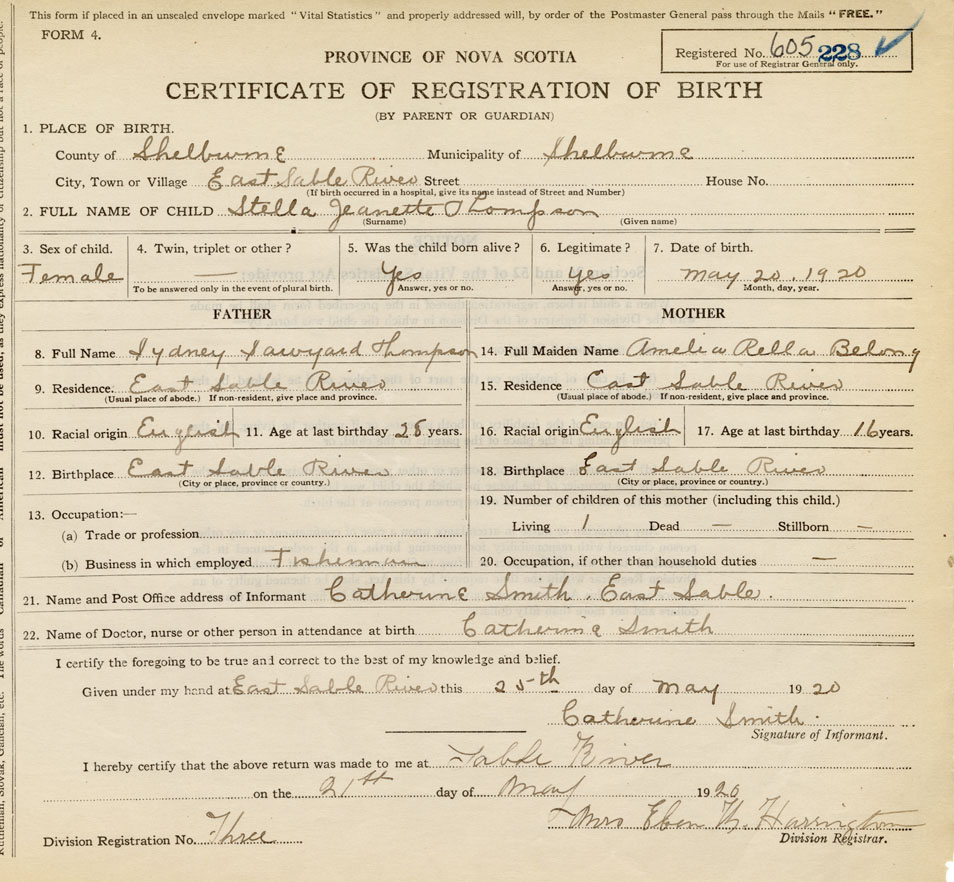 This form if placed in an unsealed envelope marked "Vital Statistics" and properly addressed will, by order of the Postmaster General pass through the Mails "FREE."
FORM 4.
Registered No. 605 228
For use of Registrar General only.
PROVINCE OF NOVA SCOTIA
CERTIFICATE OF REGISTRATION OF BIRTH
(BY PARENT OR GUARDIAN)
1. PLACE OF BIRTH.
County of Shelburne Municipality of Shelburne
City, Town or Village East Sable River Street House No.
(If birth occurred in a hospital, give its name instead of Street and Number)
2. FULL NAME OF CHILD Stella Jeanette Thompson
(Surname) (Given name)
3. Sex of child. 4. Twin, triplet or other? 5. Was the child born alive? 6. Legitimate? 7. Date of birth.
Female — Yes Yes May 20. 1920
To be answered only in the event of plural birth. Answer, yes or no. Answer, yes or no. Month, day, year.
FATHER MOTHER
8. Full Name Sydney Thompson 14. Full Maiden Name Amelia Rella Belong
9. Residence. East Sable River 15. Residence East Sable River
(Usual place of abode.) If non-resident, give place and province. (Usual place of abode.) If non-resident, give place and province.
10. Racial origin English 11. Age at last birthday 25 years. 16. Racial origin English 17. Age at last birthday 16 years.
12. Birthplace East Sable River 18. Birthplace East Sable River
(City or place, province or country.) (City or place, province or country.)
19. Number of children of this mother (including this child.)
13. Occupation:—
Living 1 Dead — Stillborn —
(a) Trade or profession
(b) Business in which employed Fisherman 20. Occupation, if other than household duties —
21. Name and Post Office address of Informant Catherine Smith. East Sable.
22. Name of Doctor, nurse or other person in attendance at birth Catherine Smith
I certify the foregoing to be true and correct to the best of my knowledge and belief.
Given under my hand at East Sable River this 25th day of May 1920
Catherine Smith.
Signature of Informant.
I hereby certify that the above return was made to me at Sable River
on the 21st day of May 1920
Mrs Eben Harrington
Division Registrar.
Division Registration No. Three